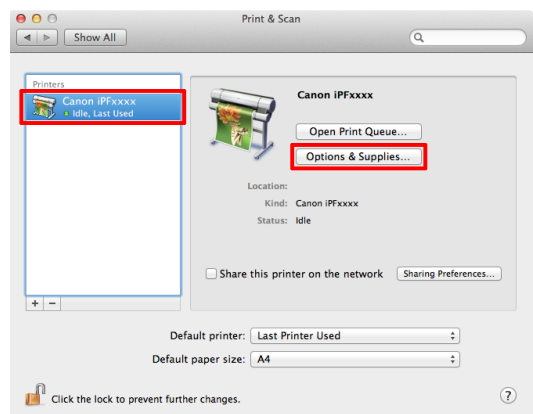 Print & Scan
Show All
Printers
Canon iPFxxxx
Idle, Last Used
Canon iPFxxxx
Open Print Queue...
Options & Supplies...
Location:
Kind: Canon iPFxxxx
Status: Idle
Share this printer on the network Sharing Preferences...
+ −
Default printer: Last Printer Used
Default paper size: A4
Click the lock to prevent further changes.
?